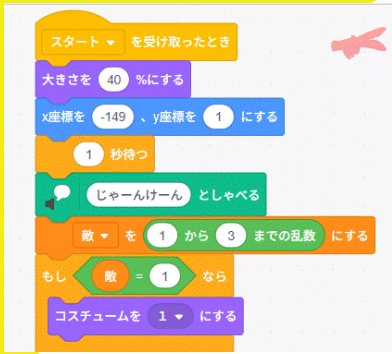 スタート を受け取ったとき
大きさを 40 %にする
x座標を -149 、y座標を 1 にする
1 秒待つ
じゃーんけーん としゃべる
敵 を 1 から 3 までの乱数 にする
もし 敵 = 1 なら
コスチュームを 1 にする